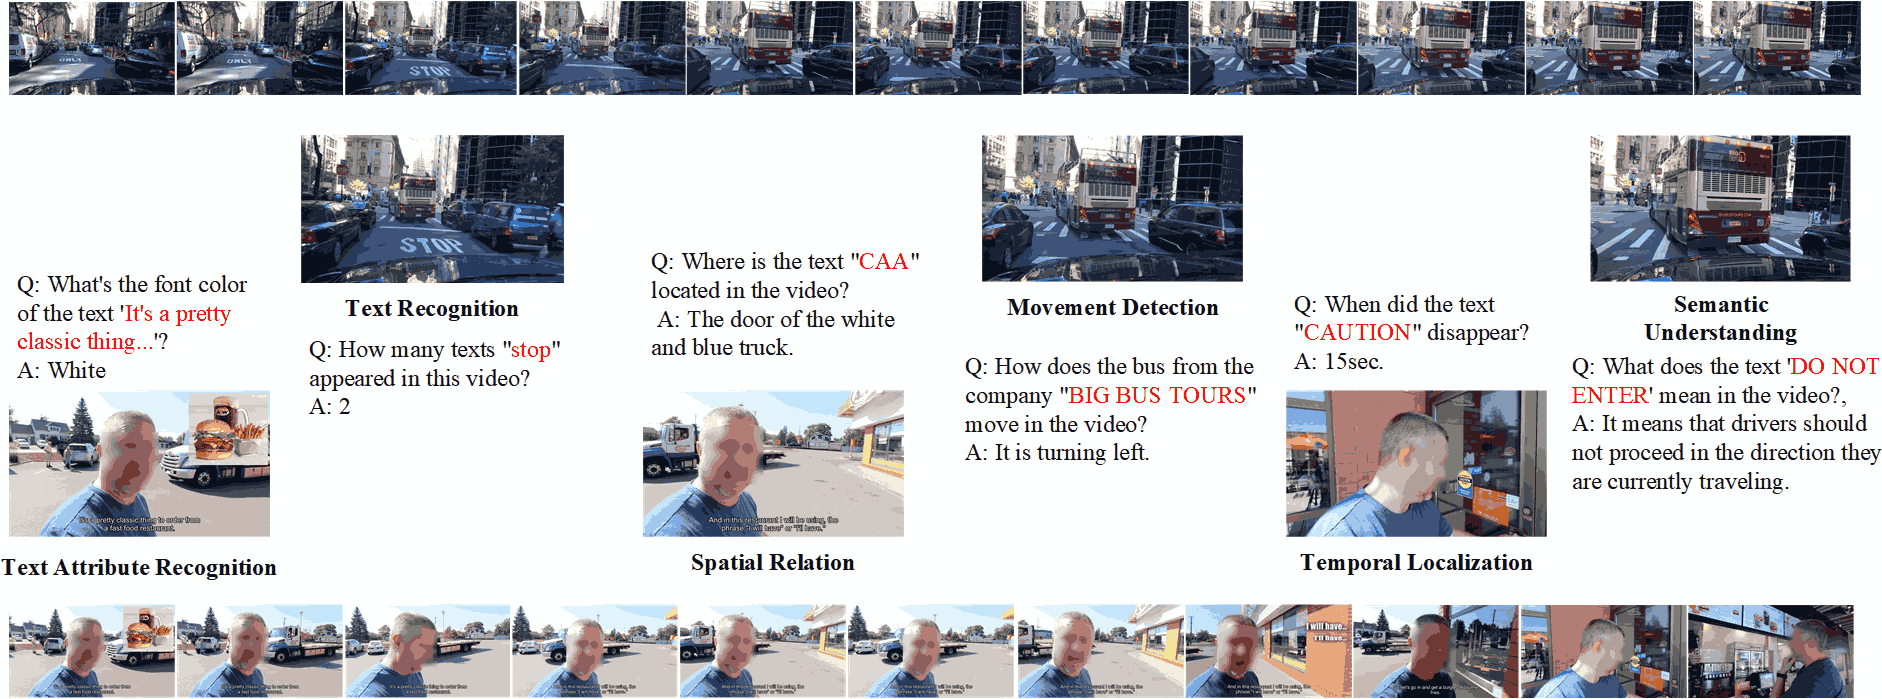 ONLY
ONLY
STOP
STOP
Q: What's the font color
of the text 'It's a pretty
classic thing...'?
A: White
It's a pretty classic thing to order from
a fast food restaurant.
Text Attribute Recognition
Text Recognition
Q: How many texts "stop"
appeared in this video?
A: 2
Q: Where is the text "CAA"
located in the video?
A: The door of the white
and blue truck.
And in this restaurant I will be using, the
phrase "I will have" or "I'll have."
Spatial Relation
Movement Detection
Q: How does the bus from the
company "BIG BUS TOURS"
move in the video?
A: It is turning left.
Q: When did the text
"CAUTION" disappear?
A: 15sec.
Temporal Localization
Semantic
Understanding
Q: What does the text 'DO NOT
ENTER' mean in the video?,
A: It means that drivers should
not proceed in the direction they
are currently traveling.
I will have...
I'll have...